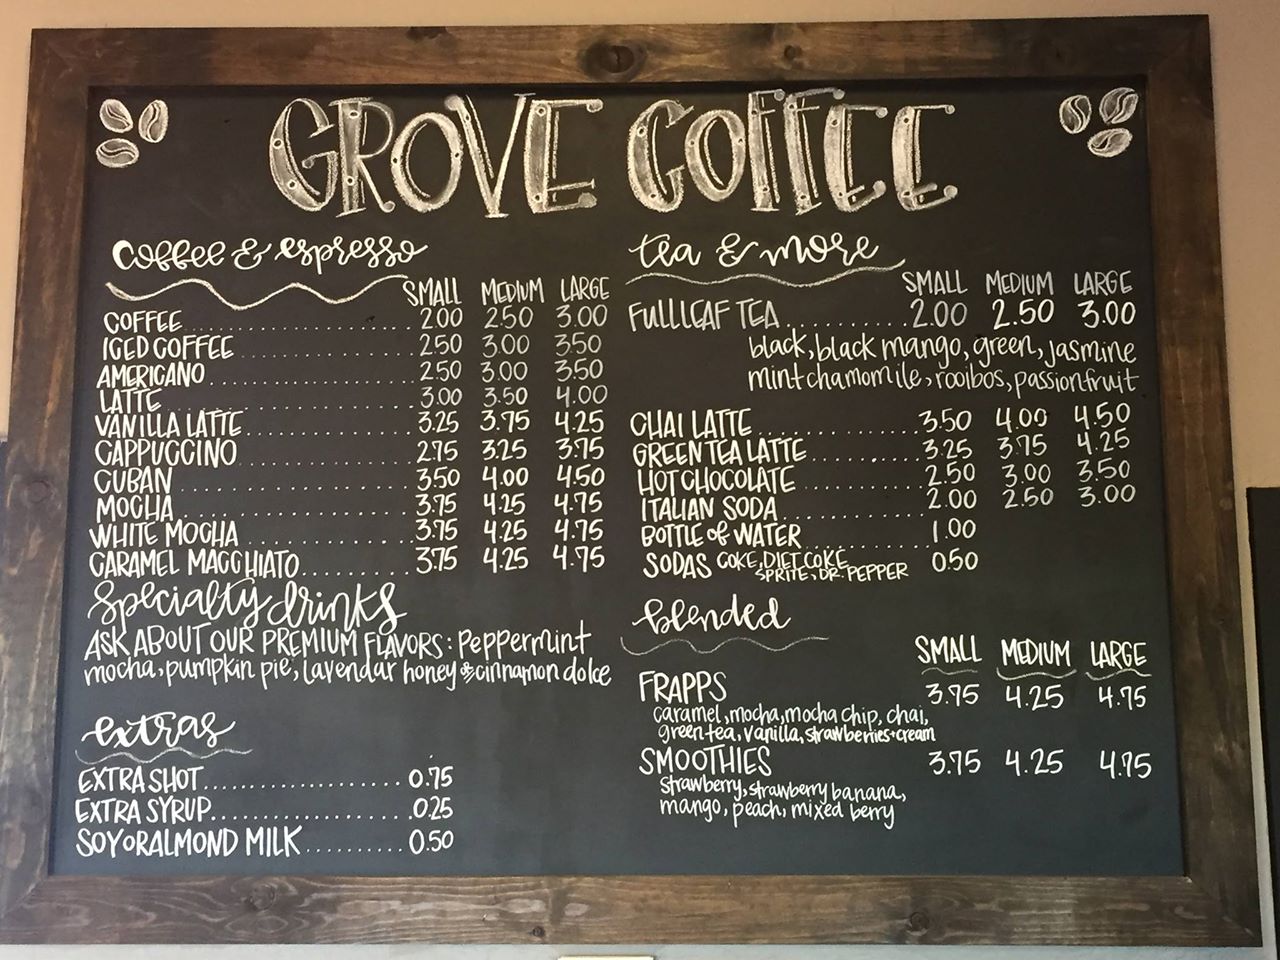 GROVE COFFEE
coffee & espresso
SMALL MEDIUM LARGE
COFFEE 2.00 2.50 3.00
ICED COFFEE 2.50 3.00 3.50
AMERICANO 2.50 3.00 3.50
LATTE 3.00 3.50 4.00
VANILLA LATTE 3.25 3.75 4.25
CAPPUCCINO 2.75 3.25 3.75
CUBAN 3.50 4.00 4.50
MOCHA 3.75 4.25 4.75
WHITE MOCHA 3.75 4.25 4.75
CARAMEL MACCHIATO 3.75 4.25 4.75
specialty drinks
ASK ABOUT OUR PREMIUM FLAVORS: peppermint
mocha, pumpkin pie, lavendar honey & cinnamon dolce
extras
EXTRA SHOT 0.75
EXTRA SYRUP 0.25
SOY OR ALMOND MILK 0.50
tea & more
SMALL MEDIUM LARGE
FULL LEAF TEA 2.00 2.50 3.00
black, black mango, green, jasmine
mint chamomile, rooibos, passionfruit
CHAI LATTE 3.50 4.00 4.50
GREEN TEA LATTE 3.25 3.75 4.25
HOT CHOCOLATE 2.50 3.00 3.50
ITALIAN SODA 2.00 2.50 3.00
BOTTLE of WATER 1.00
SODAS COKE, DIET COKE 0.50
SPRITE, DR. PEPPER
blended
SMALL MEDIUM LARGE
FRAPPS 3.75 4.25 4.75
caramel, mocha, mocha chip, chai,
green tea, vanilla, strawberries + cream
SMOOTHIES 3.75 4.25 4.75
strawberry, strawberry banana,
mango, peach, mixed berry